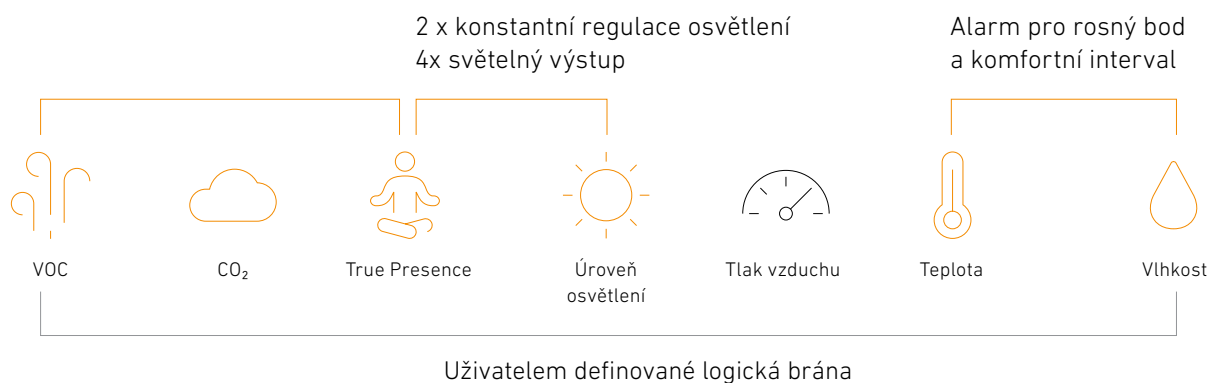 2 x konstantní regulace osvětlení
4x světelný výstup
Alarm pro rosný bod
a komfortní interval
VOC
CO₂
True Presence
Úroveň
osvětlení
Tlak vzduchu
Teplota
Vlhkost
Uživatelem definované logická brána